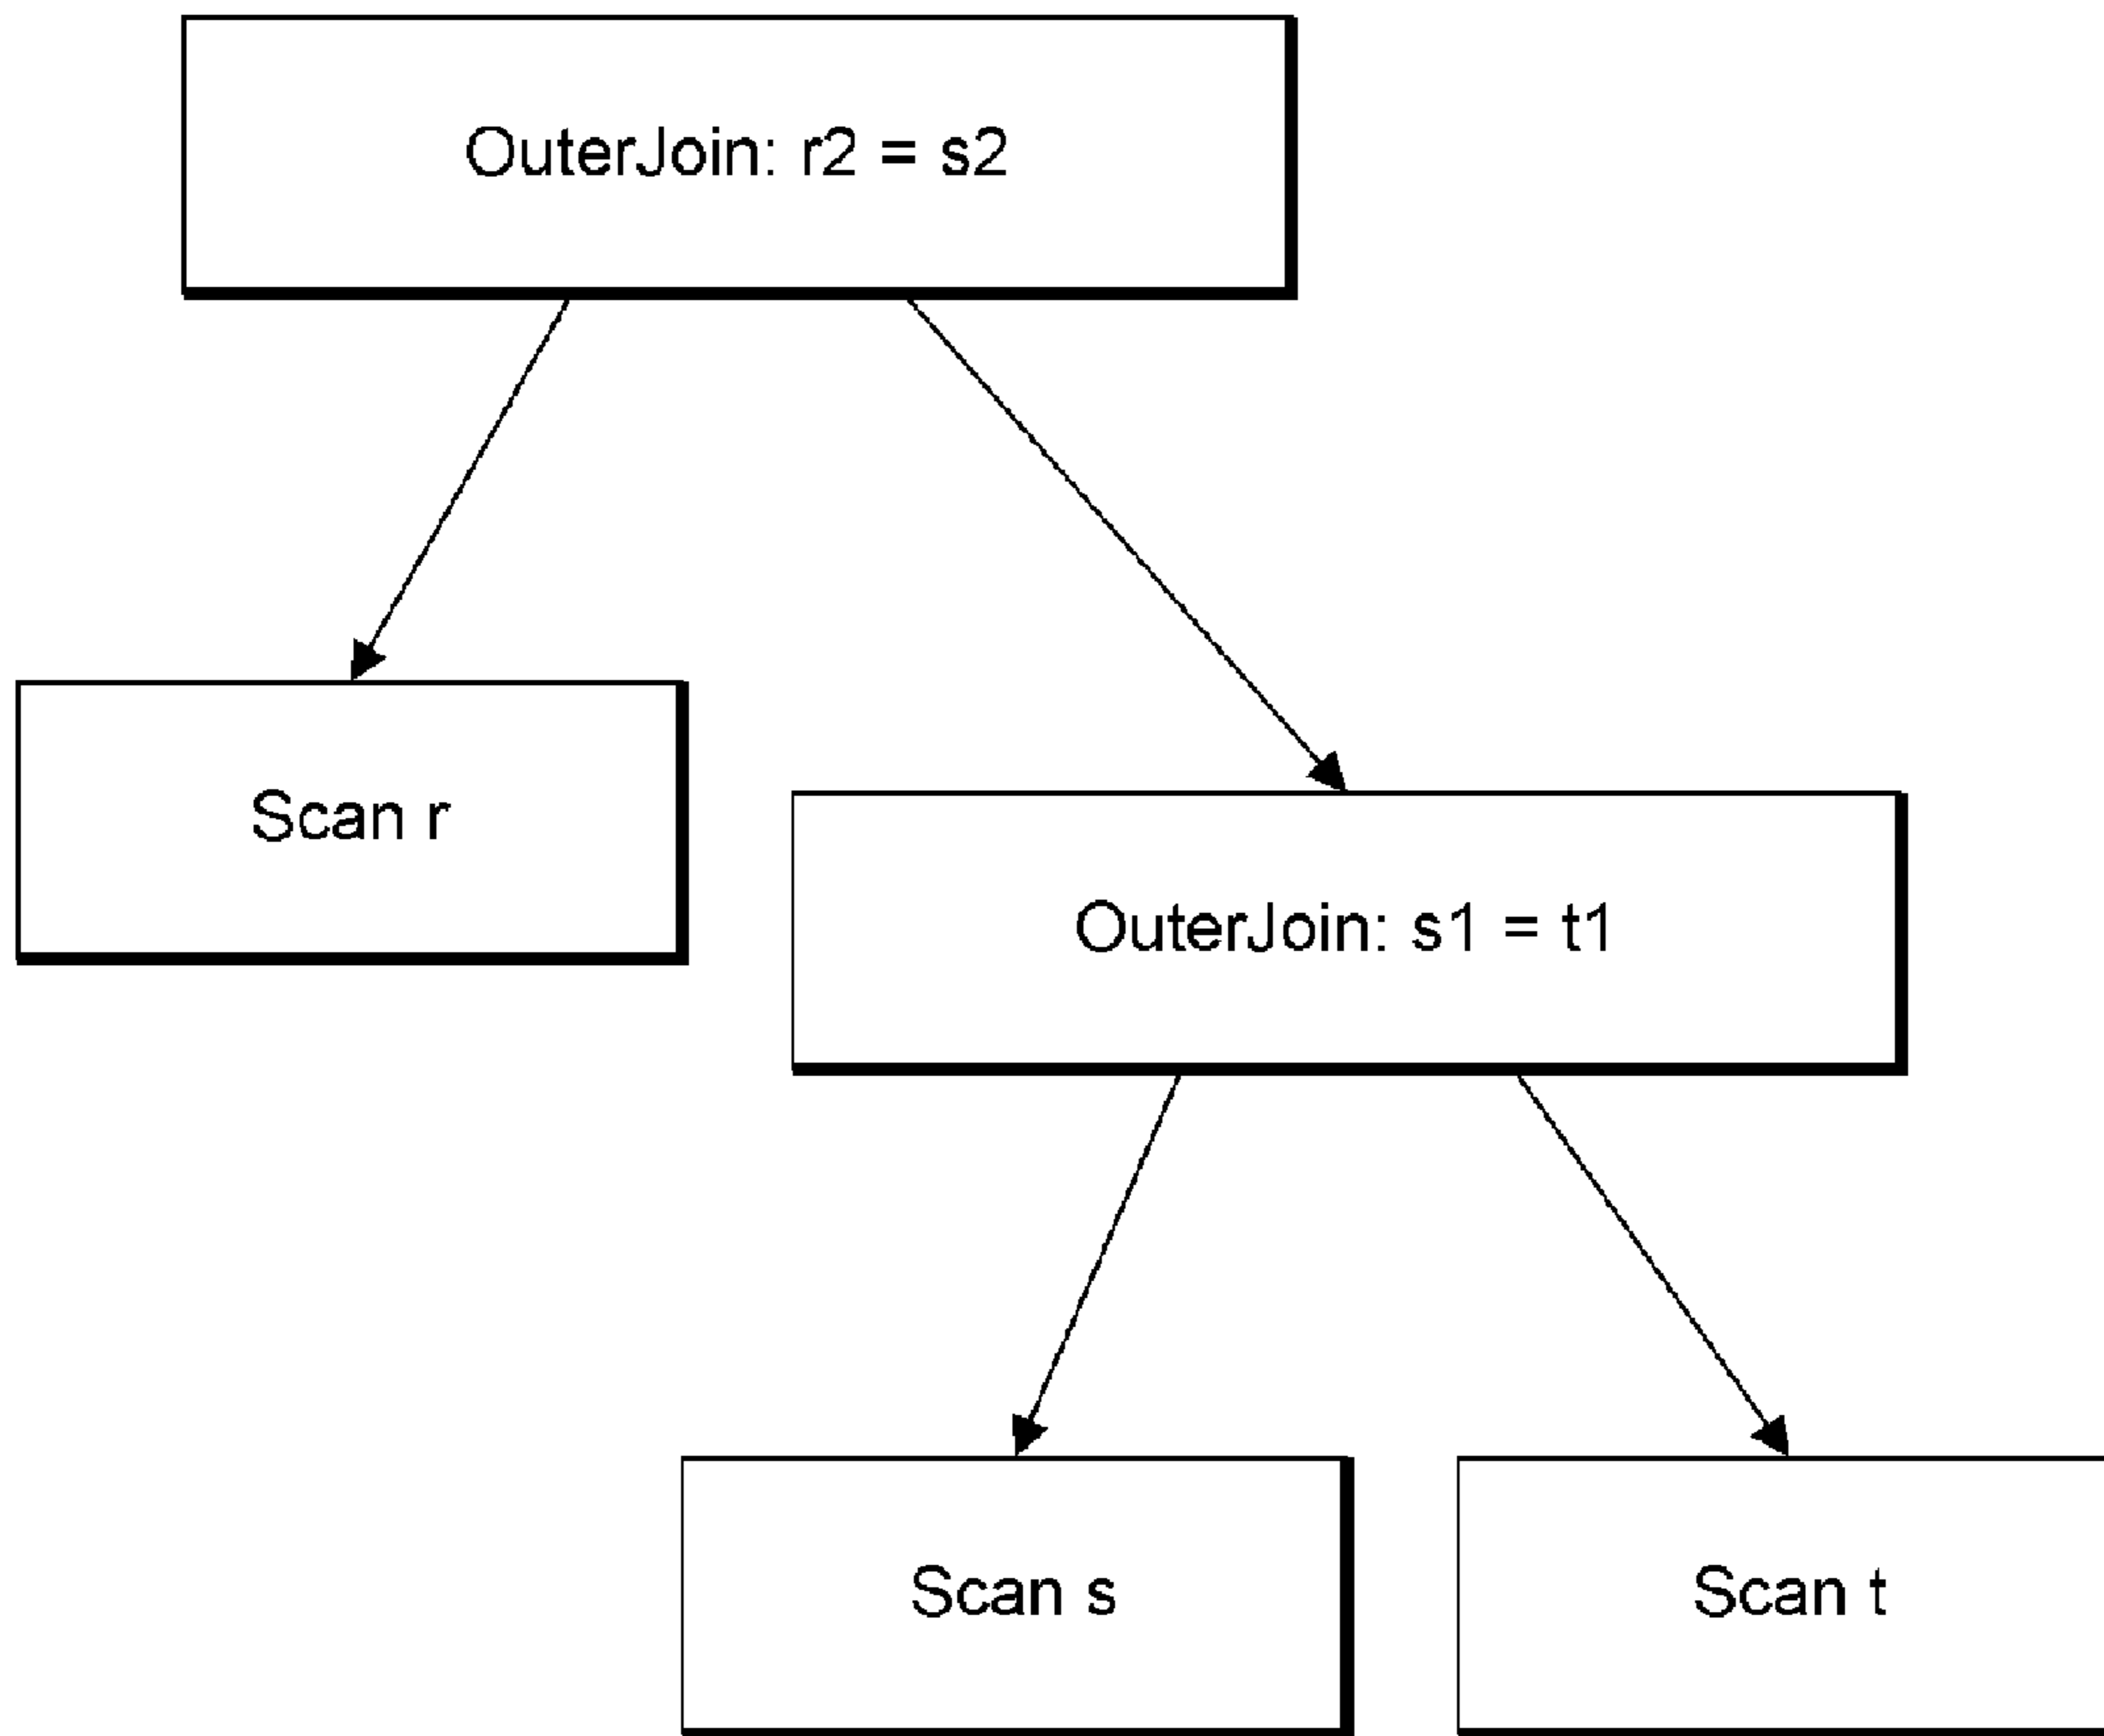 OuterJoin: r2 = s2
Scan r
OuterJoin: s1 = t1
Scan s
Scan t